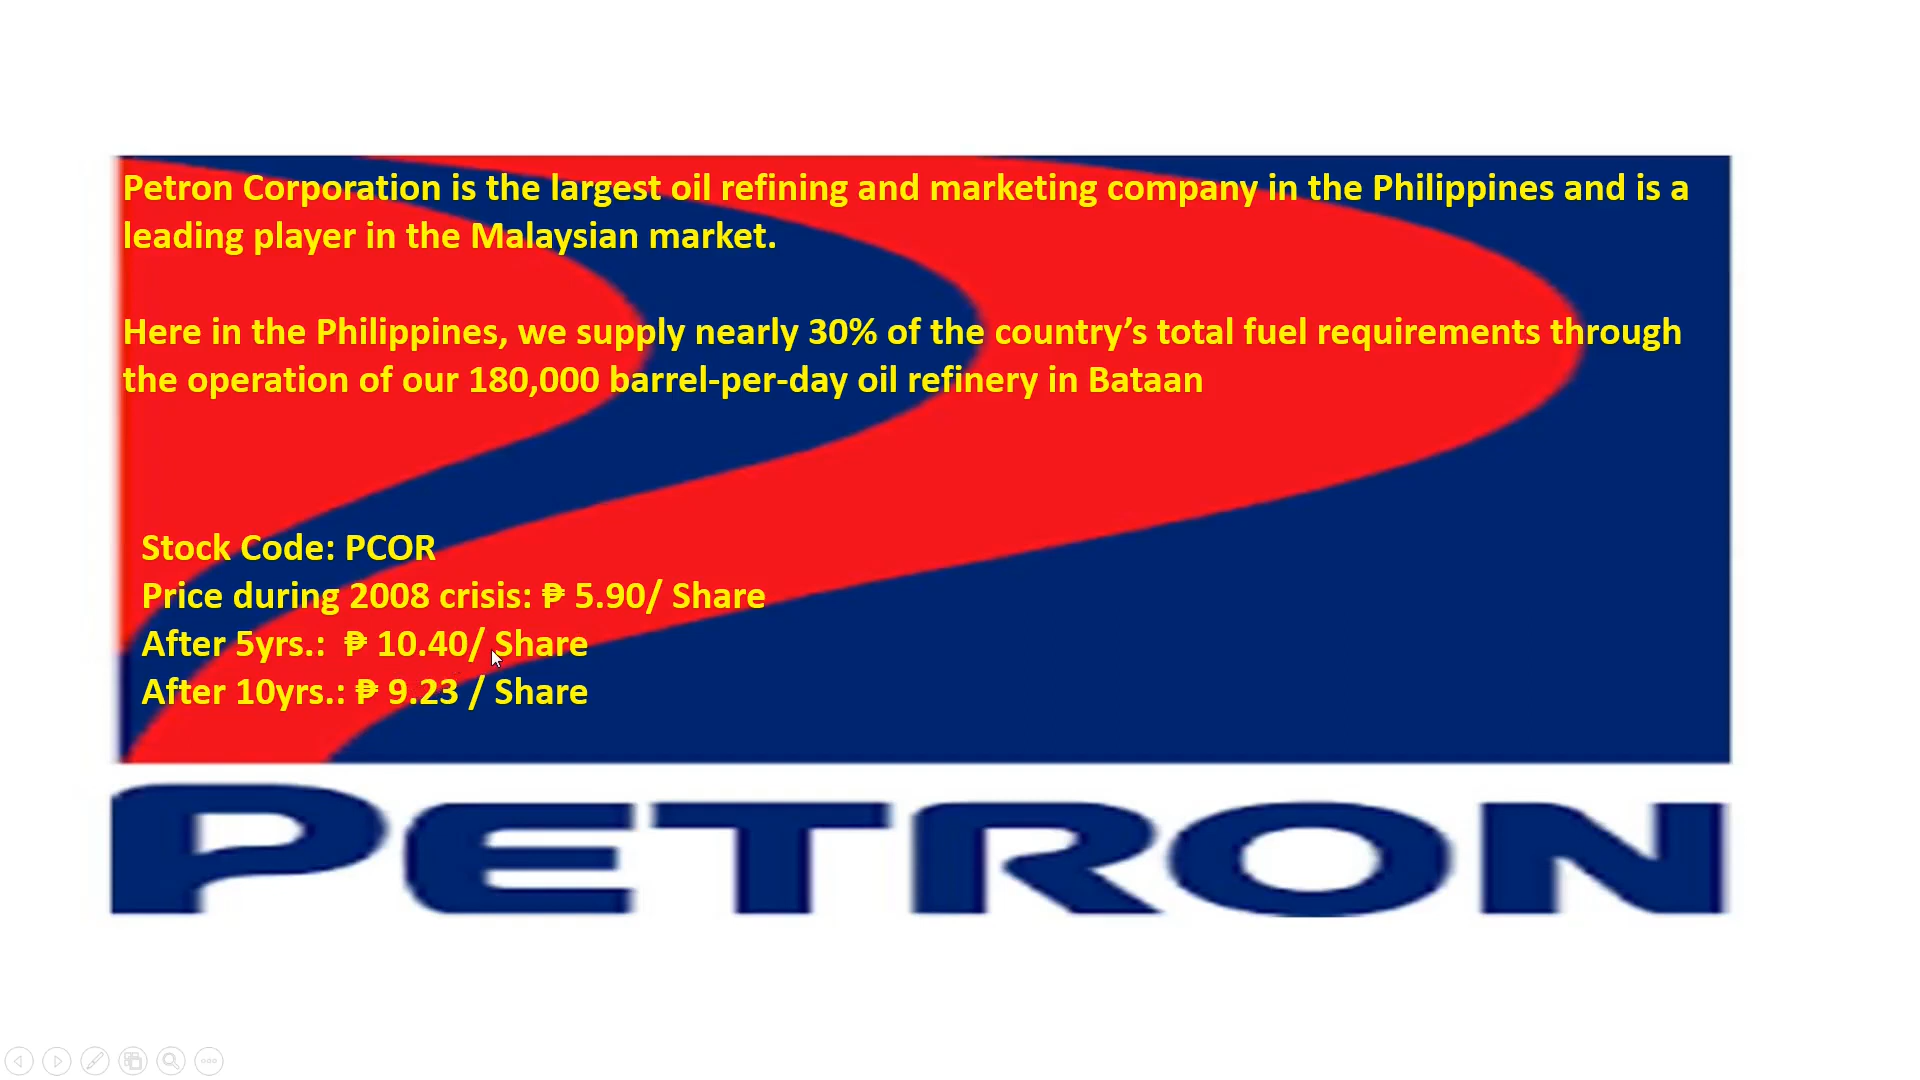 Petron Corporation is the largest oil refining and marketing company in the Philippines and is a
leading player in the Malaysian market.
Here in the Philippines, we supply nearly 30% of the country’s total fuel requirements through
the operation of our 180,000 barrel-per-day oil refinery in Bataan
Stock Code: PCOR
Price during 2008 crisis: ₱ 5.90/ Share
After 5yrs.:  ₱ 10.40/ Share
After 10yrs.: ₱ 9.23 / Share
PETRON